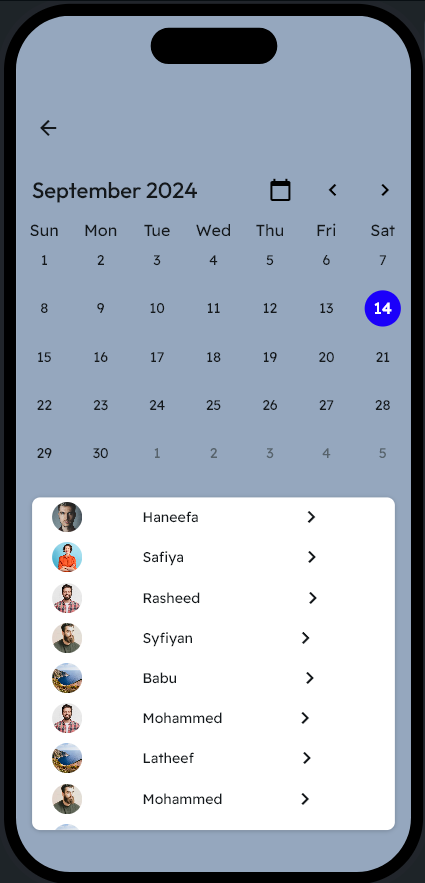 September 2024
Sun Mon Tue Wed Thu Fri Sat
1 2 3 4 5 6 7
8 9 10 11 12 13 14
15 16 17 18 19 20 21
22 23 24 25 26 27 28
29 30 1 2 3 4 5
Haneefa
Safiya
Rasheed
Syfiyan
Babu
Mohammed
Latheef
Mohammed